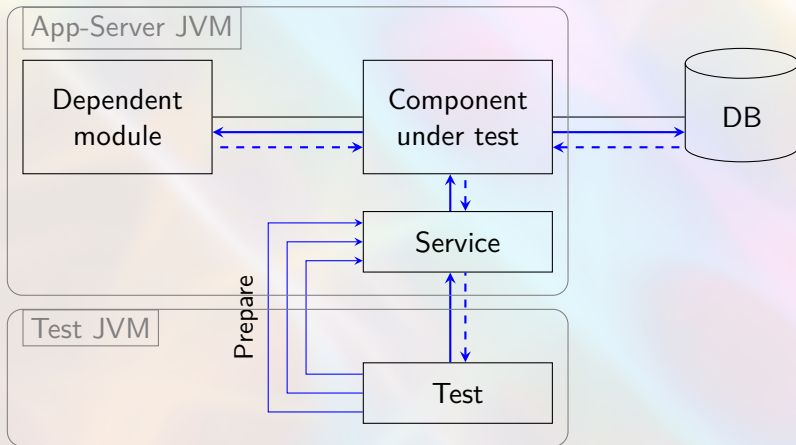 App-Server JVM
Dependent
module
Component
under test
DB
Service
Prepare
Test JVM
Test